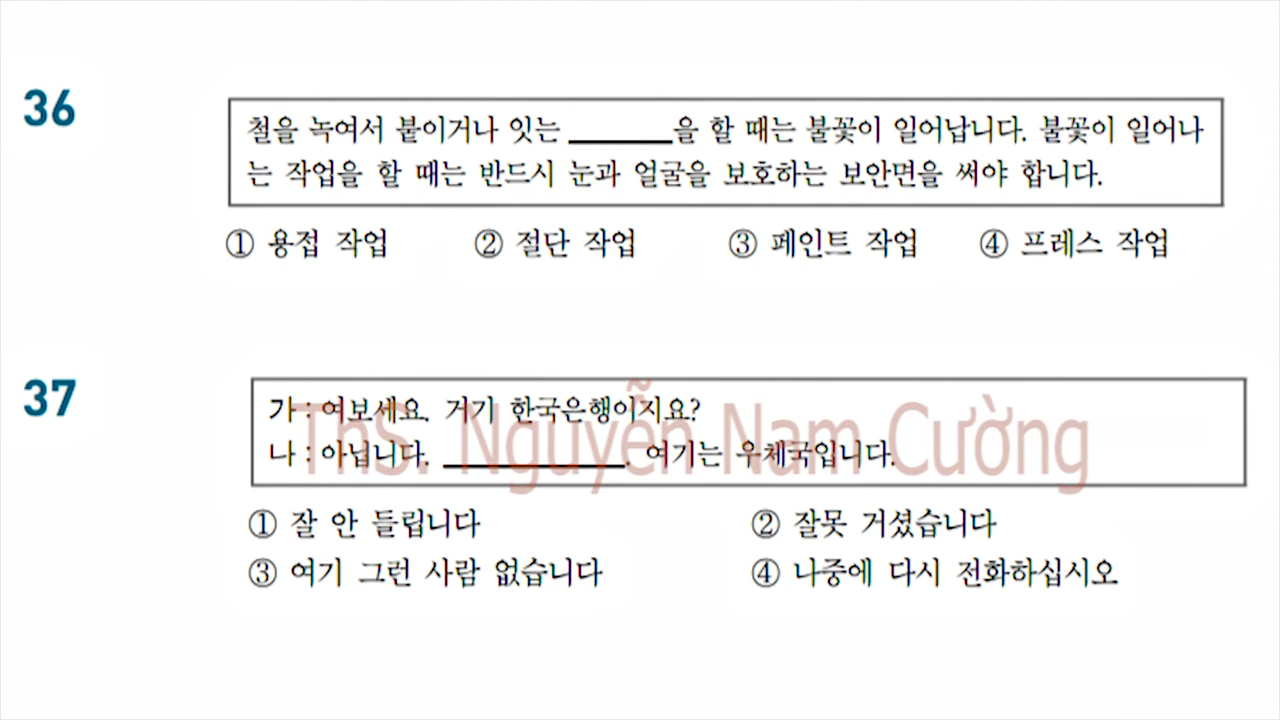 36
철을 녹여서 붙이거나 잇는 ________을 할 때는 불꽃이 일어납니다. 불꽃이 일어나
는 작업을 할 때는 반드시 눈과 얼굴을 보호하는 보안면을 써야 합니다.
① 용접 작업 ② 절단 작업 ③ 페인트 작업 ④ 프레스 작업
37
가 : 여보세요. 거기 한국은행이지요?
나 : 아닙니다. ______________. 여기는 우체국입니다.
ThS. Nguyễn Nam Cường
① 잘 안 들립니다 ② 잘못 거셨습니다
③ 여기 그런 사람 없습니다 ④ 나중에 다시 전화하십시오